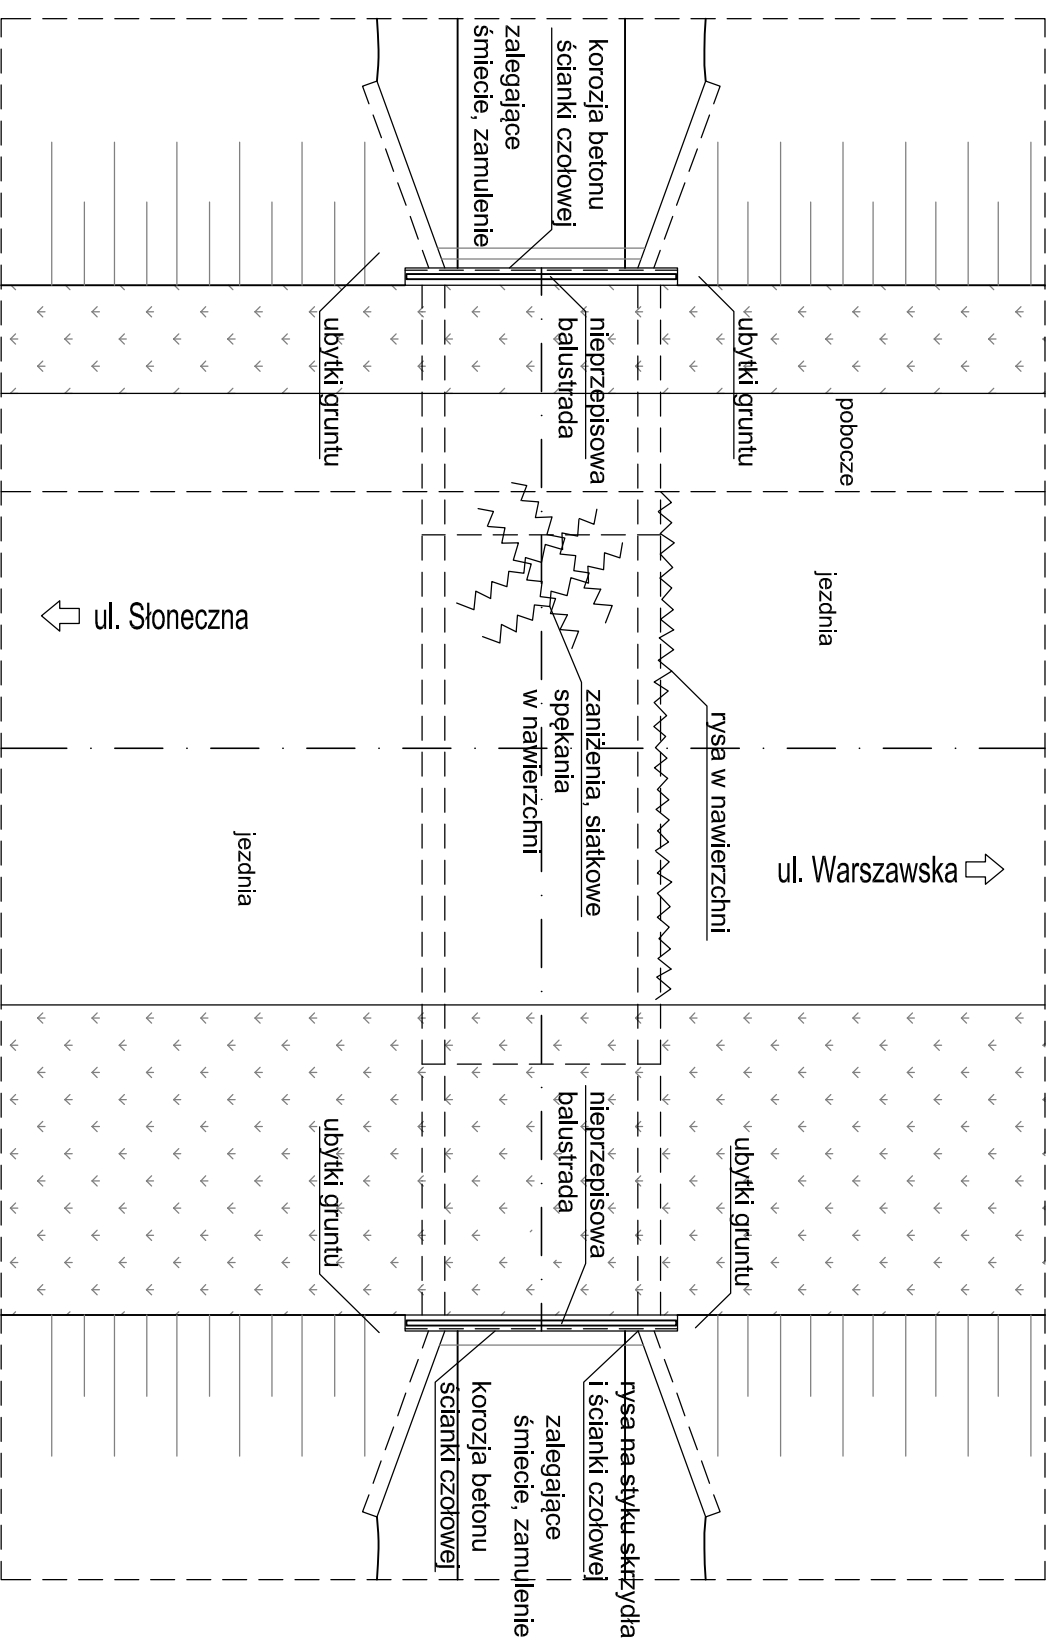 korozja betonu
ścianki czołowej
zalegające
śmiecie, zamulenie
ubytki gruntu
nieprzepisowa
balustrada
ubytki gruntu
pobocze
jezdnia
ul. Słoneczna
zaniżenia, siatkowe
spękania
w nawierzchni
rysa w nawierzchni
ul. Warszawska
jezdnia
ubytki gruntu
nieprzepisowa
balustrada
ubytki gruntu
rysa na styku skrzydła
i ścianki czołowej
zalegające
śmiecie, zamulenie
korozja betonu
ścianki czołowej